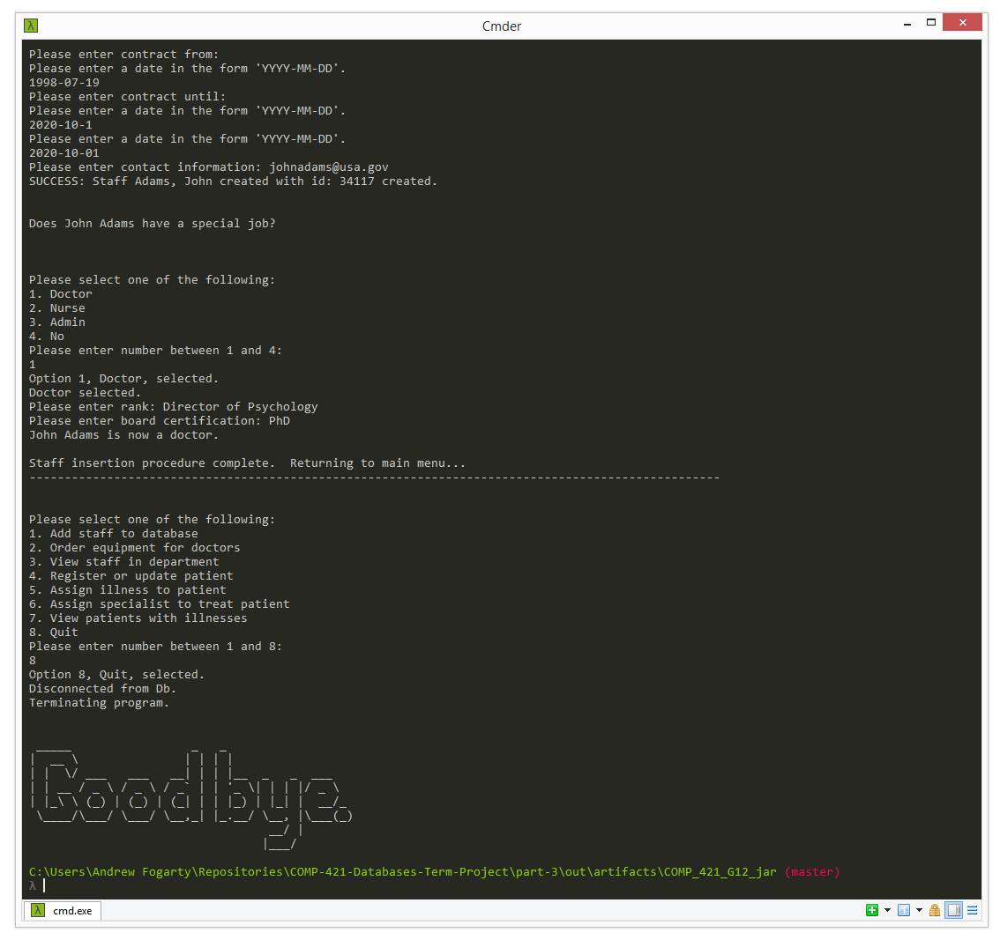 λ
Cmder
Please enter contract from:
Please enter a date in the form 'YYYY-MM-DD'.
1998-07-19
Please enter contract until:
Please enter a date in the form 'YYYY-MM-DD'.
2020-10-1
Please enter a date in the form 'YYYY-MM-DD'.
2020-10-01
Please enter contact information: johnadams@usa.gov
SUCCESS: Staff Adams, John created with id: 34117 created.
Does John Adams have a special job?
Please select one of the following:
1. Doctor
2. Nurse
3. Admin
4. No
Please enter number between 1 and 4:
1
Option 1, Doctor, selected.
Doctor selected.
Please enter rank: Director of Psychology
Please enter board certification: PhD
John Adams is now a doctor.
Staff insertion procedure complete.  Returning to main menu...
--------------------------------------------------------------------------------------------------
Please select one of the following:
1. Add staff to database
2. Order equipment for doctors
3. View staff in department
4. Register or update patient
5. Assign illness to patient
6. Assign specialist to treat patient
7. View patients with illnesses
8. Quit
Please enter number between 1 and 8:
8
Option 8, Quit, selected.
Disconnected from Db.
Terminating program.
Goodbye.
C:\Users\Andrew Fogarty\Repositories\COMP-421-Databases-Term-Project\part-3\out\artifacts\COMP_421_G12_jar (master)
λ
λ cmd.exe